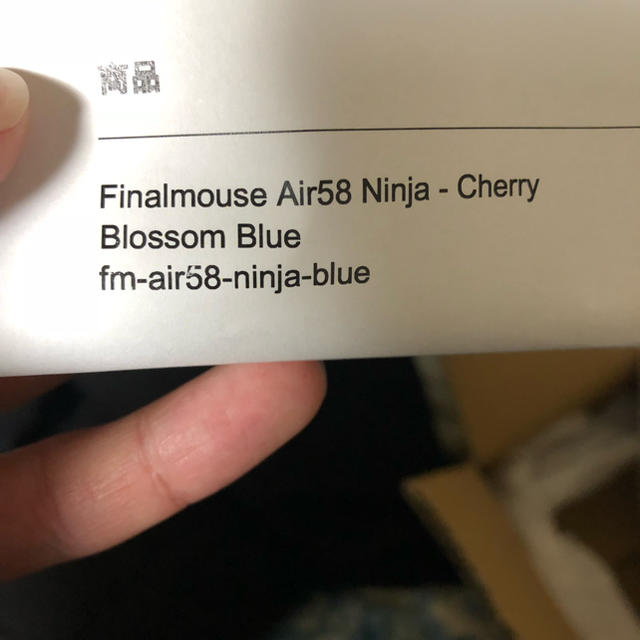 商品
Finalmouse Air58 Ninja - Cherry
Blossom Blue
fm-air58-ninja-blue